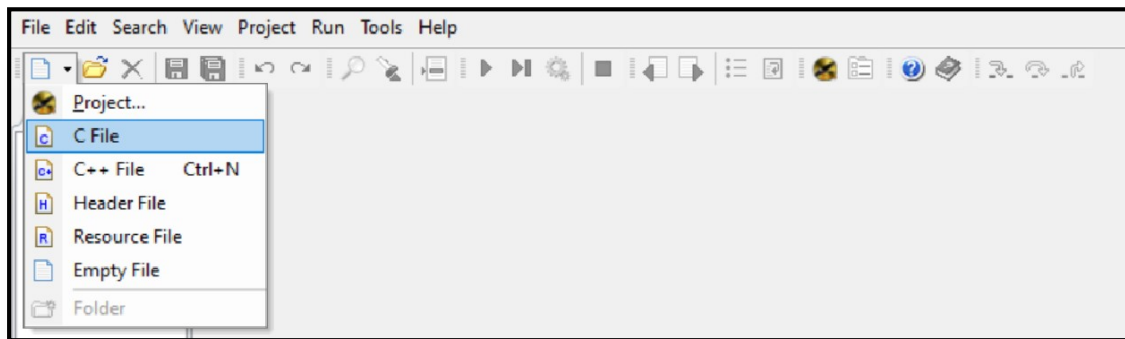 File Edit Search View Project Run Tools Help
Project...
C File
C++ File Ctrl+N
Header File
Resource File
Empty File
Folder